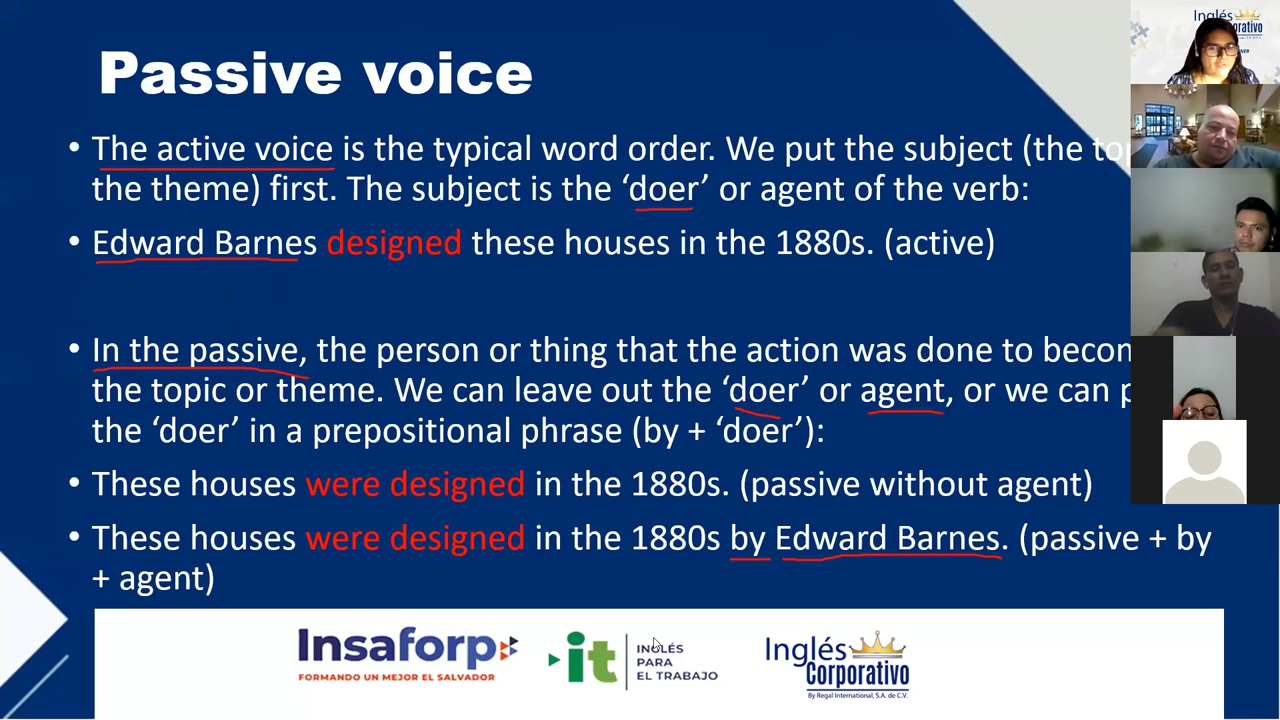 Passive voice
• The active voice is the typical word order. We put the subject (the
the theme) first. The subject is the ‘doer’ or agent of the verb:
• Edward Barnes designed these houses in the 1880s. (active)
• In the passive, the person or thing that the action was done to
the topic or theme. We can leave out the ‘doer’ or agent, or we can
the ‘doer’ in a prepositional phrase (by + ‘doer’):
• These houses were designed in the 1880s. (passive without agent)
• These houses were designed in the 1880s by Edward Barnes. (passive + by
+ agent)
Insaforp
FORMANDO UN MEJOR EL SALVADOR
it
INGLÉS
PARA
EL TRABAJO
Inglés
Corporativo
By Regal International, S.A. de C.V.
Inglés